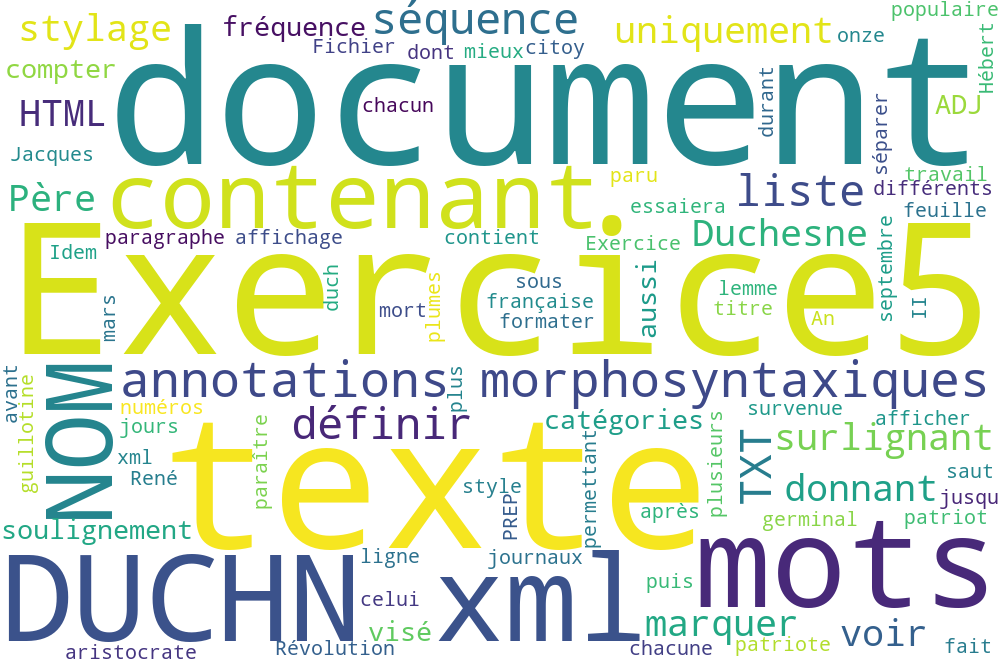 populaire
séquence
stylage
fréquence
uniquement
onze
Fichier
dont
mieux
citoy
Hébert
compter
document
durant
chacun
HTML
ADJ
séparer
Jacques
contenant
paru
travail
liste
différents
Père
essaiera
feuille
Duchesne
paragraphe
affichage
contient
Exercice
Idem
Exercice5
septembre
aussi
duch
sous
lemme
plumes
française
titre
II
mars
mort
formater
An
avant
NOM
annotations
plus
morphosyntaxiques
guillotine
numéros
définir
catégories
survenue
afficher
jours
texte
plusieurs
TXT
surlignant
paraître
xml
René
saut
style
donnant
jusqu
PREP
permettant
après
germinal
patriot
soulignement
mots
DUCHN
xml
ligne
journaux
puis
celui
marquer
visé
voir
aristocrate
Révolution
chacune
patriote
fait